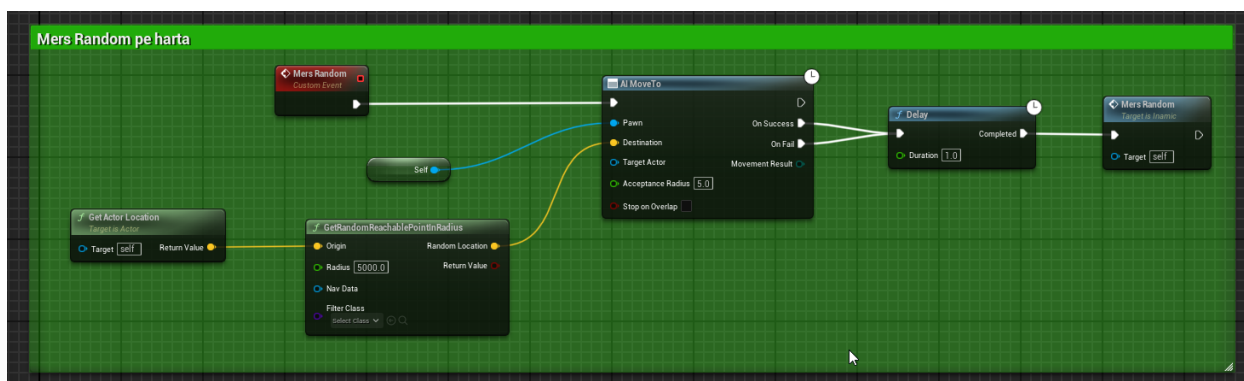 Mers Random pe harta
Mers Random
Custom Event
AI MoveTo
Pawn
On Success
Destination
On Fail
Target Actor
Movement Result
Acceptance Radius 5.0
Stop on Overlap
Delay
Completed
Duration 1.0
Mers Random
Target is Inamic
Target self
Self
Get Actor Location
Target is Actor
Target self
Return Value
GetRandomReachablePointInRadius
Origin
Random Location
Radius 5000.0
Return Value
Nav Data
Filter Class
Select Class